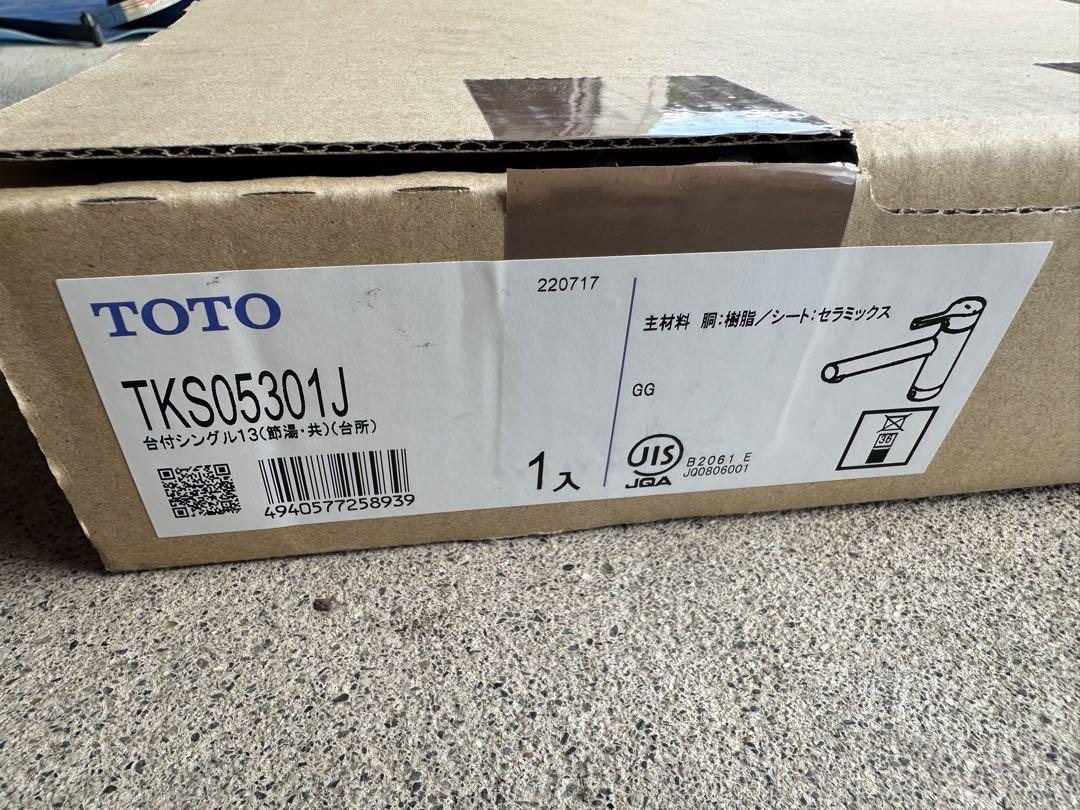 TOTO
220717
TKS05301J
台付シングル13(節湯・共)(台所)
4940577258939
1入
主材料 胴:樹脂/シート:セラミックス
GG
JIS
JQA
B2061 E
JQ0806001
36